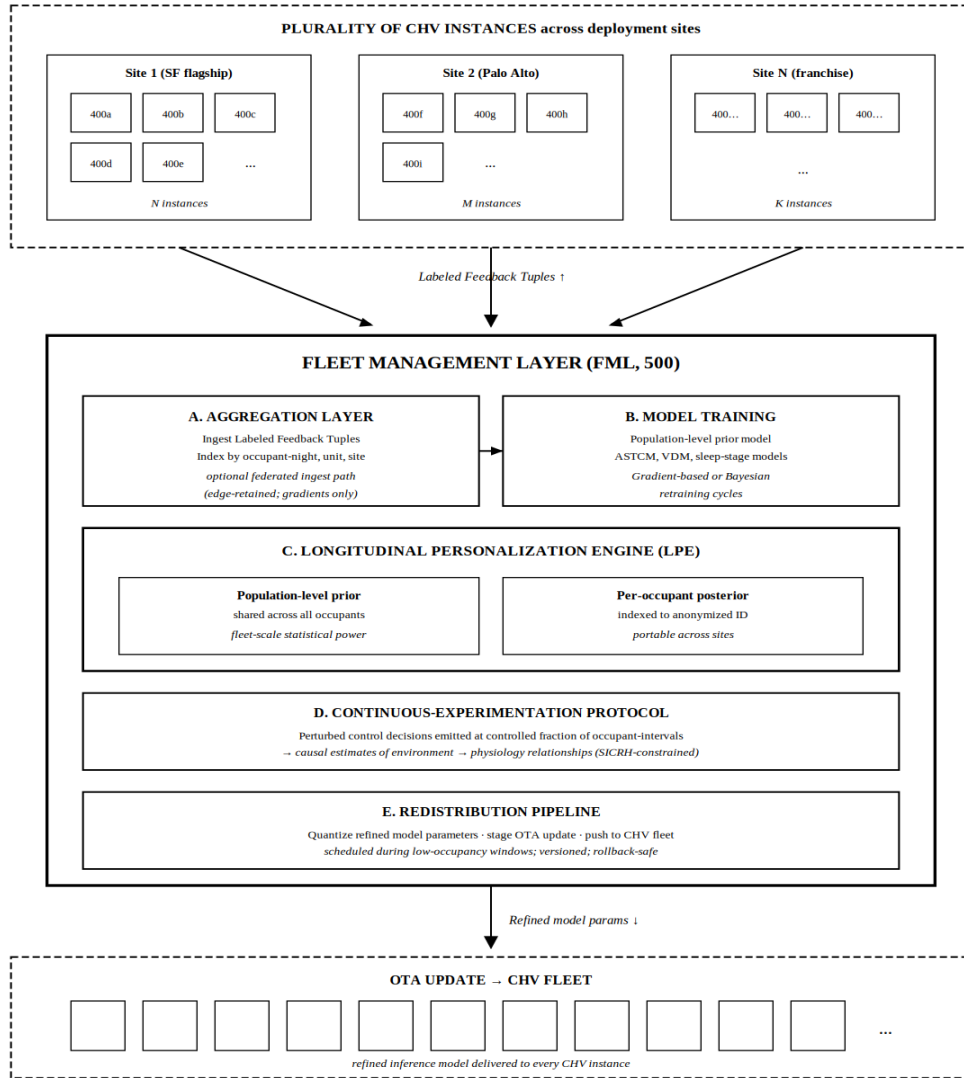 PLURALITY OF CHV INSTANCES across deployment sites
Site 1 (SF flagship)
400a
400b
400c
400d
400e
...
N instances
Site 2 (Palo Alto)
400f
400g
400h
400i
...
M instances
Site N (franchise)
400…
400…
400…
...
K instances
Labeled Feedback Tuples ↑
FLEET MANAGEMENT LAYER (FML, 500)
A. AGGREGATION LAYER
Ingest Labeled Feedback Tuples
Index by occupant-night, unit, site
optional federated ingest path
(edge-retained; gradients only)
B. MODEL TRAINING
Population-level prior model
ASTCM, VDM, sleep-stage models
Gradient-based or Bayesian
retraining cycles
C. LONGITUDINAL PERSONALIZATION ENGINE (LPE)
Population-level prior
shared across all occupants
fleet-scale statistical power
Per-occupant posterior
indexed to anonymized ID
portable across sites
D. CONTINUOUS-EXPERIMENTATION PROTOCOL
Perturbed control decisions emitted at controlled fraction of occupant-intervals
→ causal estimates of environment → physiology relationships (SICRH-constrained)
E. REDISTRIBUTION PIPELINE
Quantize refined model parameters · stage OTA update · push to CHV fleet
scheduled during low-occupancy windows; versioned; rollback-safe
Refined model params ↓
OTA UPDATE → CHV FLEET
...
refined inference model delivered to every CHV instance